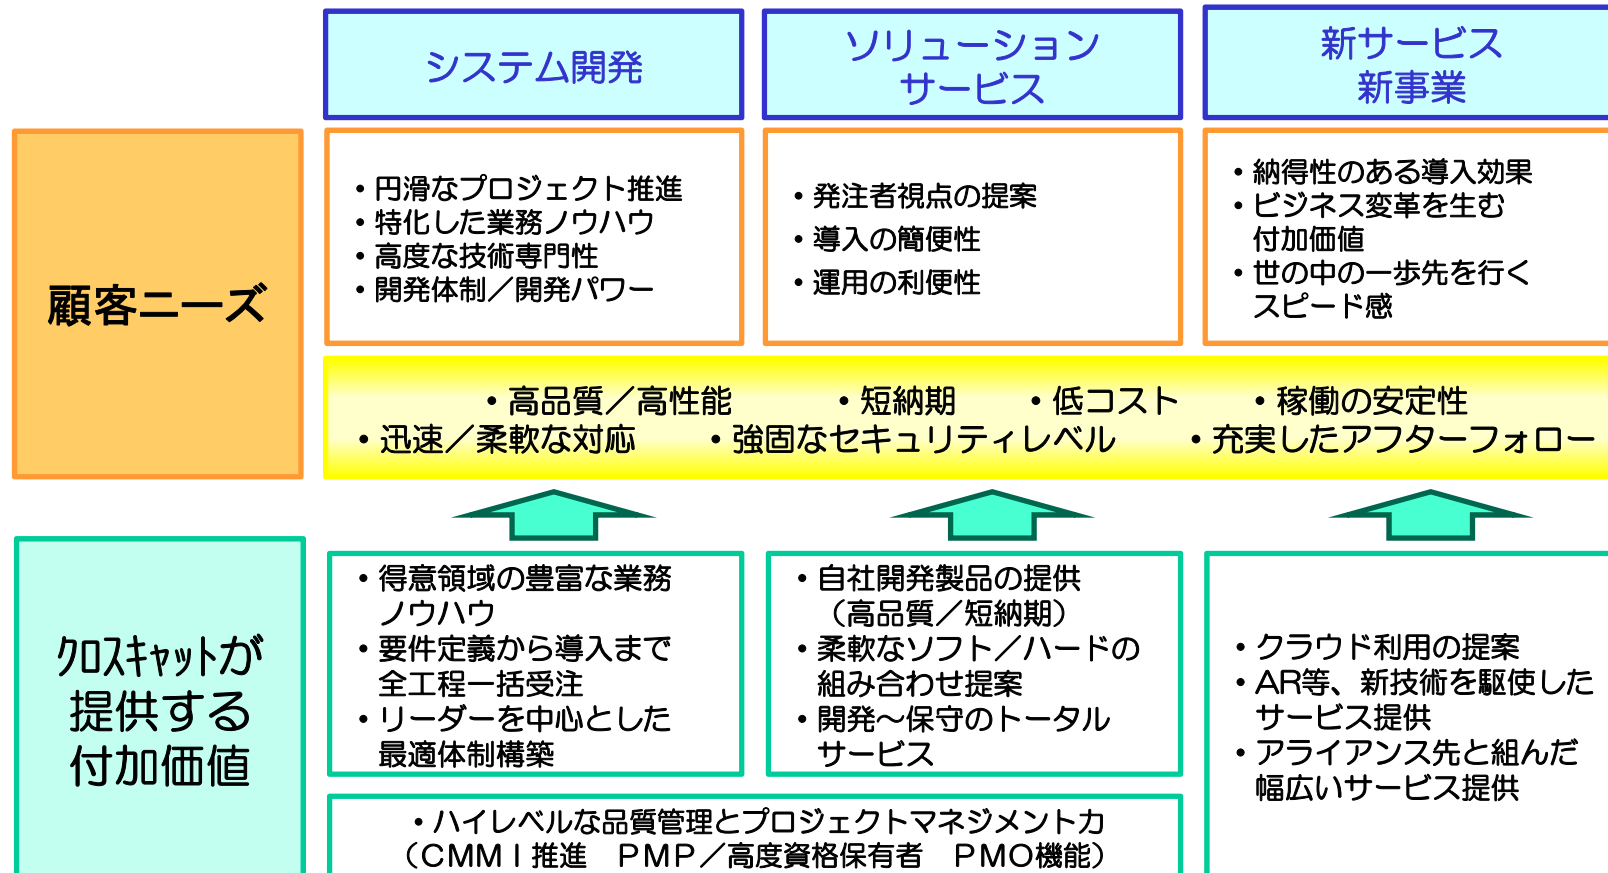 システム開発
ソリューション
サービス
新サービス
新事業
顧客ニーズ
・円滑なプロジェクト推進
・特化した業務ノウハウ
・高度な技術専門性
・開発体制／開発パワー
・発注者視点の提案
・導入の簡便性
・運用の利便性
・納得性のある導入効果
・ビジネス変革を生む
付加価値
・世の中の一歩先を行く
スピード感
・高品質／高性能 ・短納期 ・低コスト ・稼働の安定性
・迅速／柔軟な対応 ・強固なセキュリティレベル ・充実したアフターフォロー
クロスキャットが
提供する
付加価値
・得意領域の豊富な業務
ノウハウ
・要件定義から導入まで
全工程一括受注
・リーダーを中心とした
最適体制構築
・自社開発製品の提供
（高品質／短納期）
・柔軟なソフト／ハードの
組み合わせ提案
・開発～保守のトータル
サービス
・クラウド利用の提案
・AR等、新技術を駆使した
サービス提供
・アライアンス先と組んだ
幅広いサービス提供
・ハイレベルな品質管理とプロジェクトマネジメント力
（ＣＭＭＩ推進　ＰＭＰ／高度資格保有者　ＰＭＯ機能）